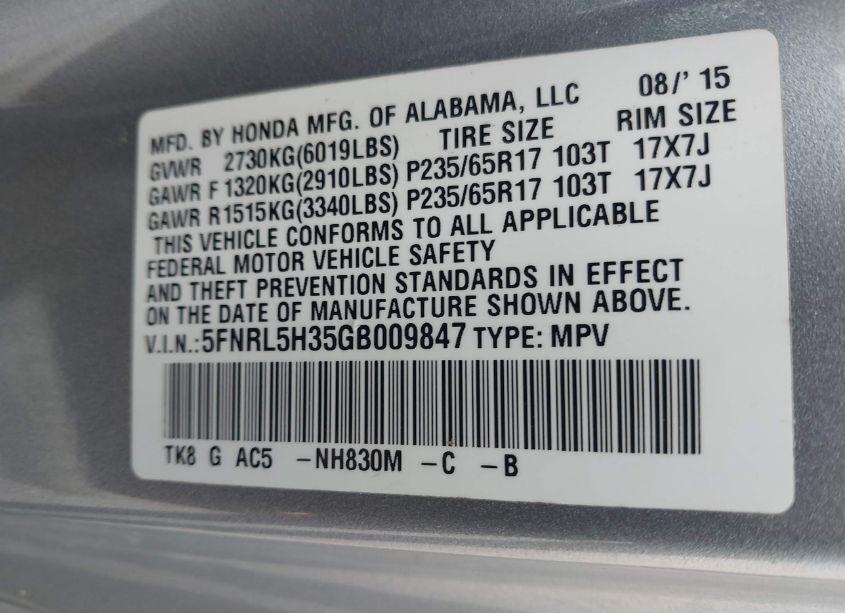 MFD. BY HONDA MFG. OF ALABAMA, LLC 08/'15
GVWR 2730KG(6019LBS) TIRE SIZE RIM SIZE
GAWR F 1320KG(2910LBS) P235/65R17 103T 17X7J
GAWR R1515KG(3340LBS) P235/65R17 103T 17X7J
THIS VEHICLE CONFORMS TO ALL APPLICABLE
FEDERAL MOTOR VEHICLE SAFETY
AND THEFT PREVENTION STANDARDS IN EFFECT
ON THE DATE OF MANUFACTURE SHOWN ABOVE.
V.I.N.:5FNRL5H35GB009847 TYPE: MPV
TK8 G AC5 -NH830M -C -B